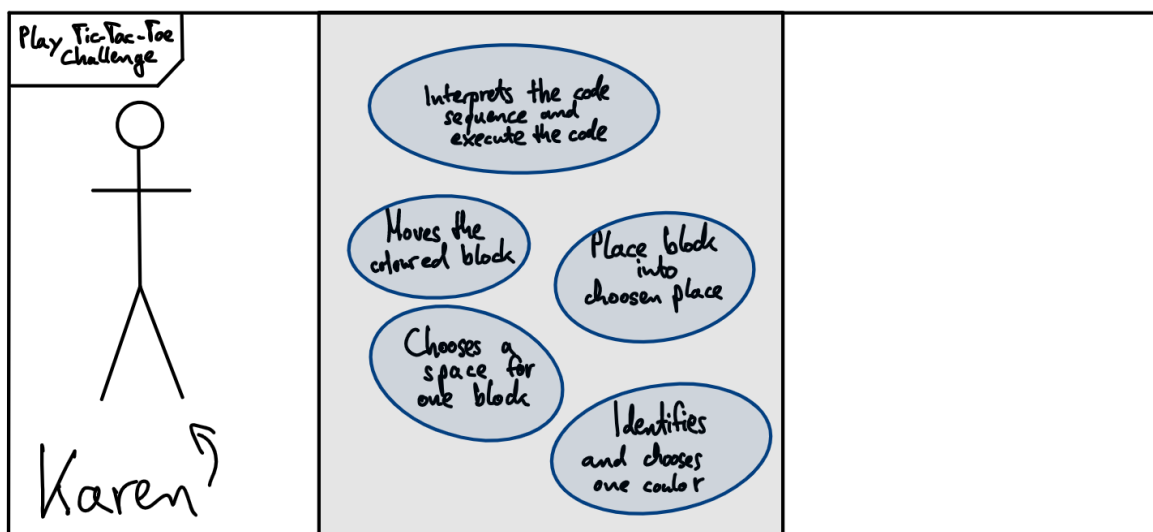 Play Tic-Tac-Toe
Challenge
Interprets the code
sequence and
execute the code
Moves the
coloured block
Place block
into
choosen place
Chooses a
space for
one block
Identifies
and chooses
one coulor
Karen